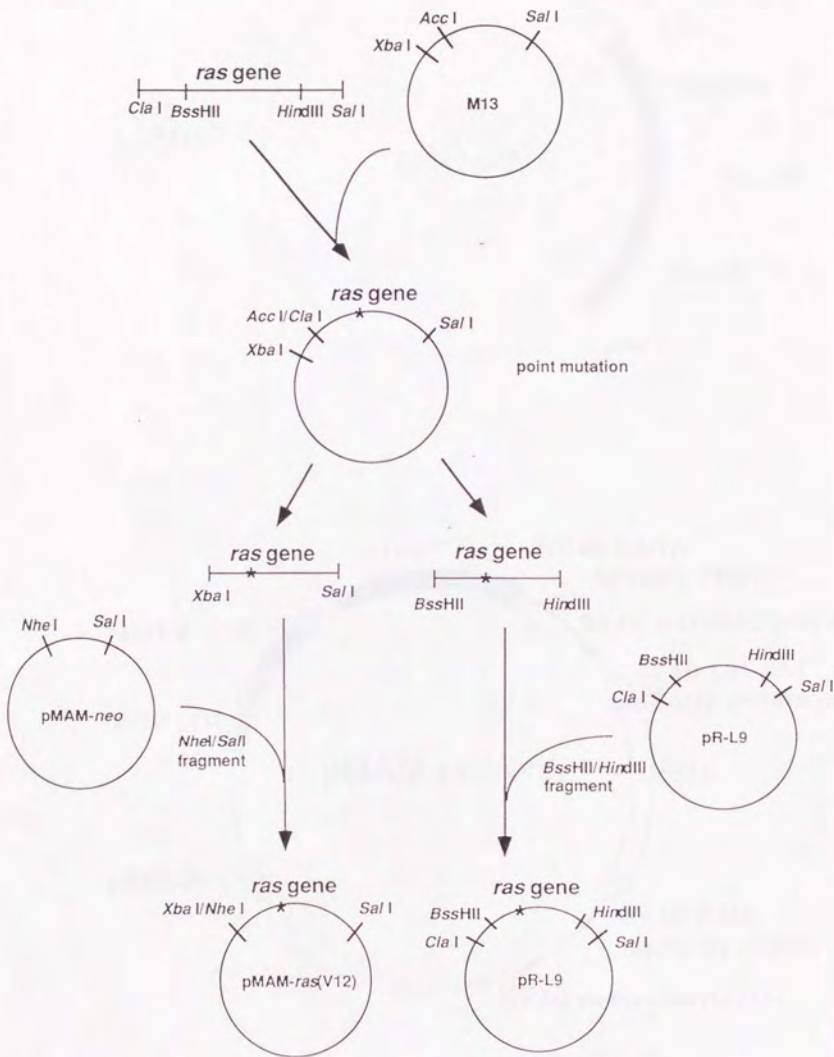 Acc I
Sal I
Xba I
ras gene
M13
Cla I
BssHII
HindIII
Sal I
ras gene
Acc I/Cla I
Sal I
Xba I
point mutation
ras gene
ras gene
Xba I
Sal I
BssHII
HindIII
Nhe I
Sal I
BssHII
HindIII
Cla I
Sal I
pMAM-neo
pR-L9
NheI/SalI
fragment
BssHII/HindIII
fragment
ras gene
ras gene
Xba I/Nhe I
Sal I
BssHII
HindIII
Cla I
Sal I
pMAM-ras(V12)
pR-L9